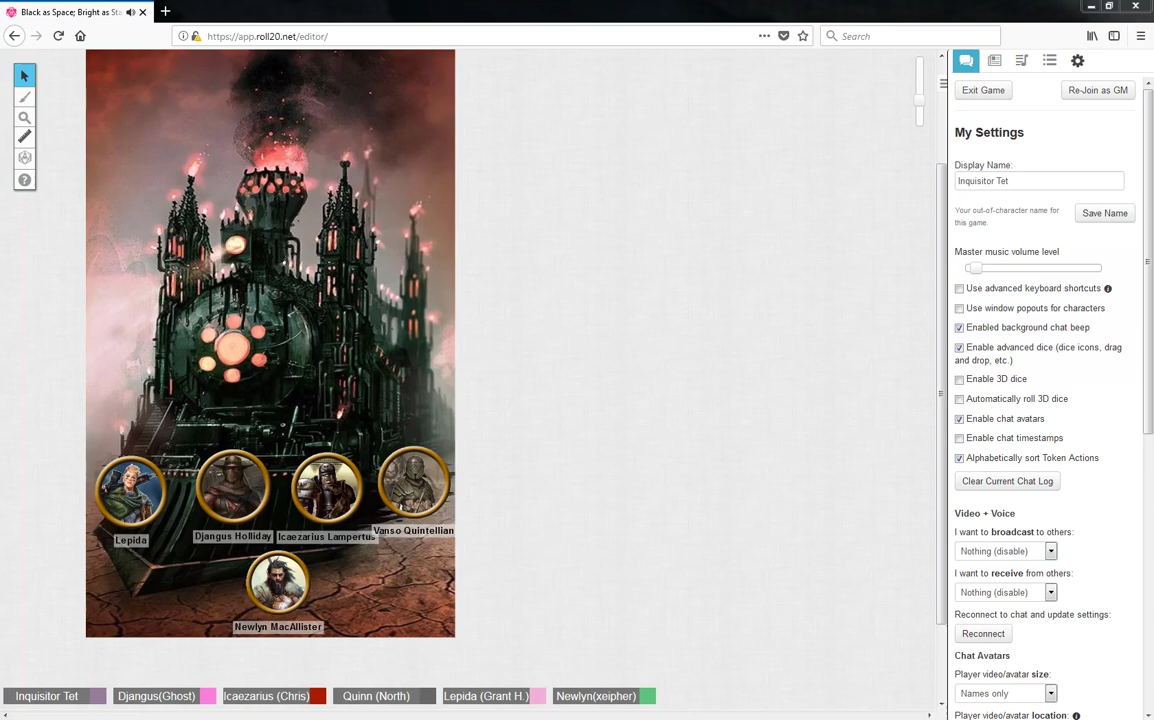 Black as Space; Bright as Sta
https://app.roll20.net/editor/
Search
Exit Game
Re-Join as GM
My Settings
Display Name:
Inquisitor Tet
Your out-of-character name for
this game.
Save Name
Master music volume level
Use advanced keyboard shortcuts
Use window popouts for characters
Enabled background chat beep
Enable advanced dice (dice icons, drag
and drop, etc.)
Enable 3D dice
Automatically roll 3D dice
Enable chat avatars
Enable chat timestamps
Alphabetically sort Token Actions
Clear Current Chat Log
Video + Voice
I want to broadcast to others:
Nothing (disable)
I want to receive from others:
Nothing (disable)
Reconnect to chat and update settings:
Reconnect
Chat Avatars
Player video/avatar size:
Names only
Player video/avatar location:
Lepida
Djangus Holliday
Icaezarius Lampertus
Vanso Quintellian
Newlyn MacAllister
Inquisitor Tet
Djangus(Ghost)
Icaezarius (Chris)
Quinn (North)
Lepida (Grant H.)
Newlyn(xeipher)